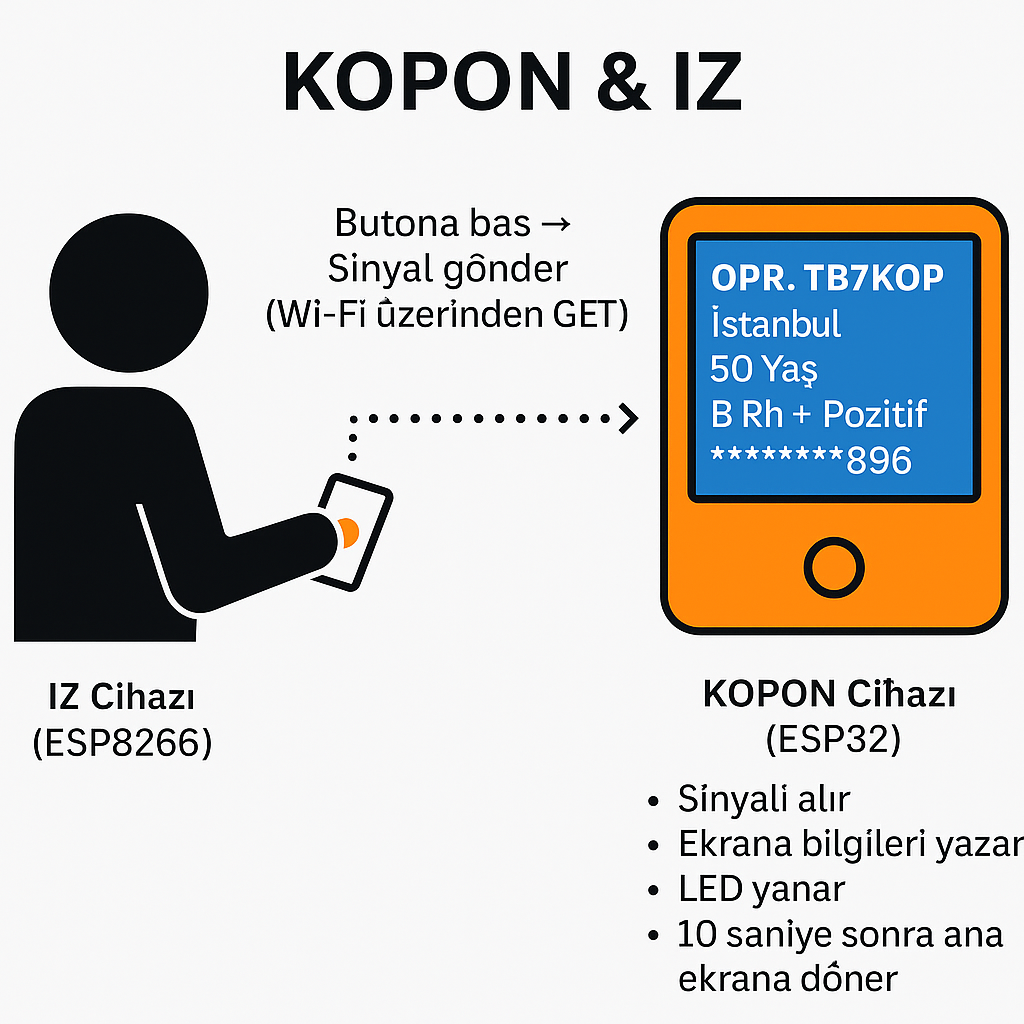 KOPON & IZ
Butona bas →
Sinyal gônder
(Wi-Fi ûzerinden GET)
OPR. TB7KOP
İstanbul
50 Yaş
B Rh + Pozitif
********896
IZ Cihazı
(ESP8266)
KOPON Ciħazı
(ESP32)
• Sinyali alır
• Ekrana bilgileri yazar
• LED yanar
• 10 saniye sonra ana
ekrana dôner